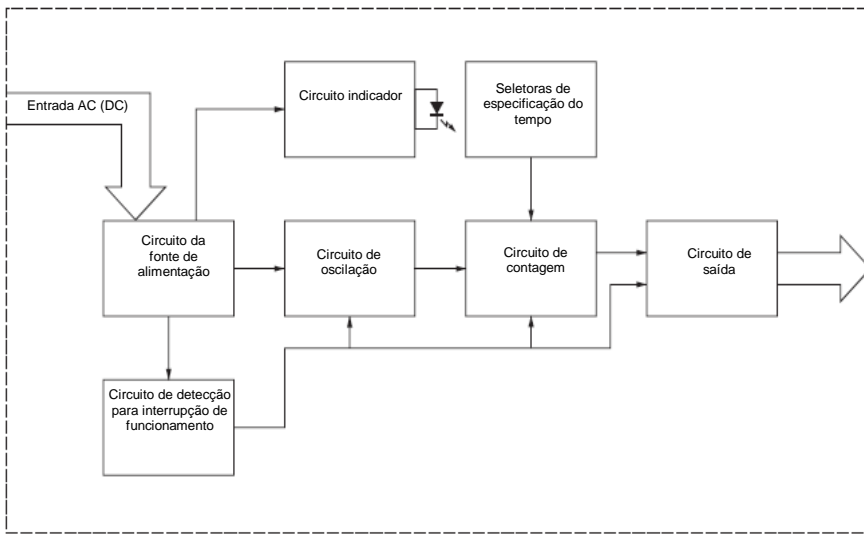 Entrada AC (DC)
Circuito indicador
Seletoras de
especificação do
tempo
Circuito da
fonte de
alimentação
Circuito de
oscilação
Circuito de
contagem
Circuito de
saída
Circuito de detecção
para interrupção de
funcionamento